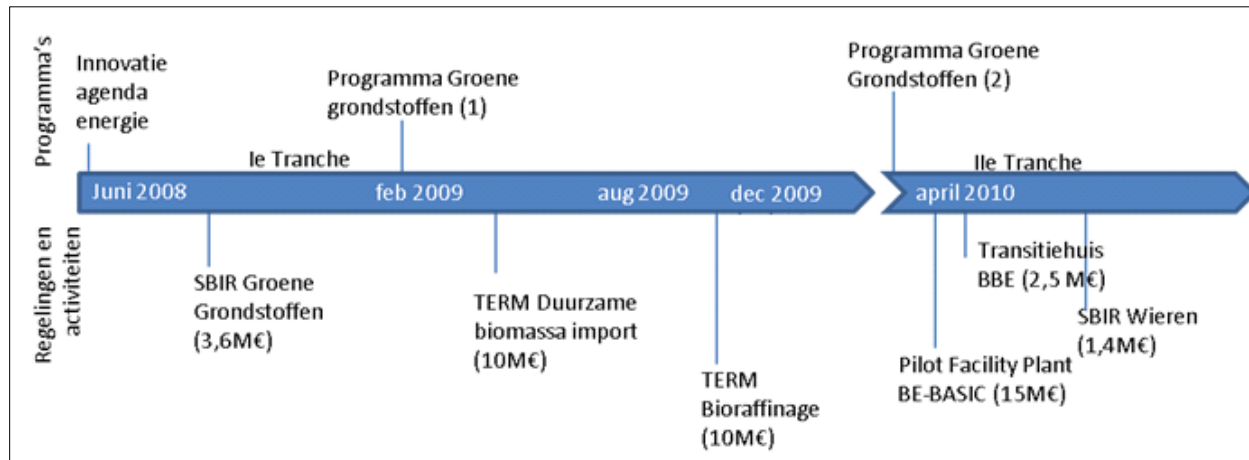 Programma's
Innovatie
agenda
energie
Programma Groene
grondstoffen (1)
Programma Groene
Grondstoffen (2)
Ie Tranche
IIe Tranche
Juni 2008
feb 2009
aug 2009
dec 2009
april 2010
Regelingen en
activiteiten
SBIR Groene
Grondstoffen
(3,6M€)
TERM Duurzame
biomassa import
(10M€)
TERM
Bioraffinage
(10M€)
Pilot Facility Plant
BE-BASIC (15M€)
Transitiehuis
BBE (2,5 M€)
SBIR Wieren
(1,4M€)